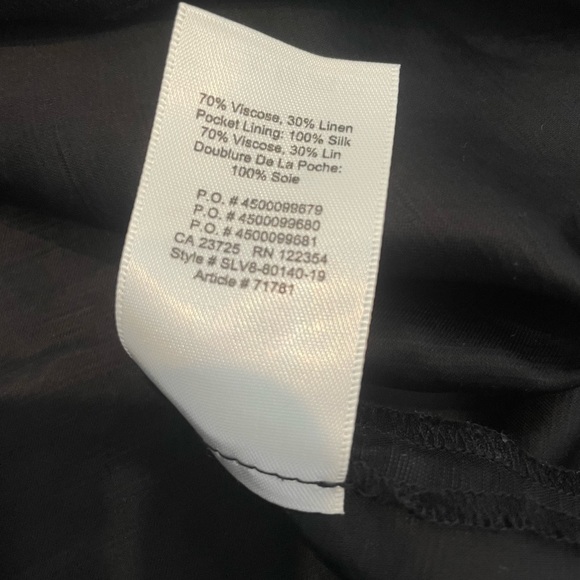 70% Viscose, 30% Linen
Pocket Lining: 100% Silk
70% Viscose, 30% Lin
Doublure De La Poche:
100% Soie
P.O. # 4500099679
P.O. # 4500099680
P.O. # 4500099681
CA 23725 RN 122354
Style # SLV8-80140-19
Article # 71781